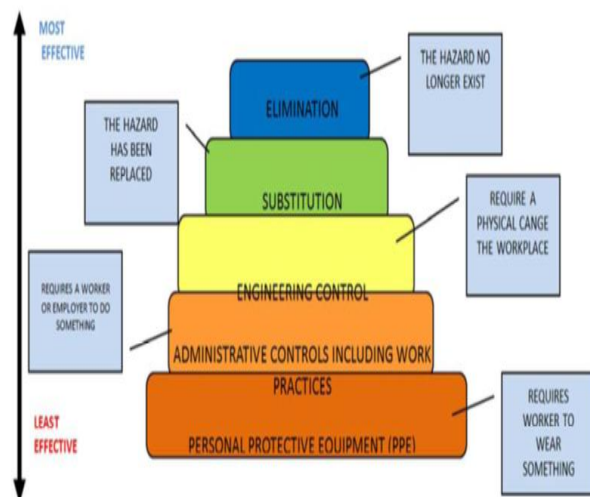 MOST
EFFECTIVE
THE HAZARD NO
LONGER EXIST
ELIMINATION
THE HAZARD
HAS BEEN
REPLACED
SUBSTITUTION
REQUIRE A
PHYSICAL CANGE
THE WORKPLACE
ENGINEERING CONTROL
REQUIRES A WORKER
OR EMPLOYER TO DO
SOMETHING
ADMINISTRATIVE CONTROLS INCLUDING WORK
PRACTICES
LEAST
EFFECTIVE
PERSONAL PROTECTIVE EQUIPMENT (PPE)
REQUIRES
WORKER TO
WEAR
SOMETHING